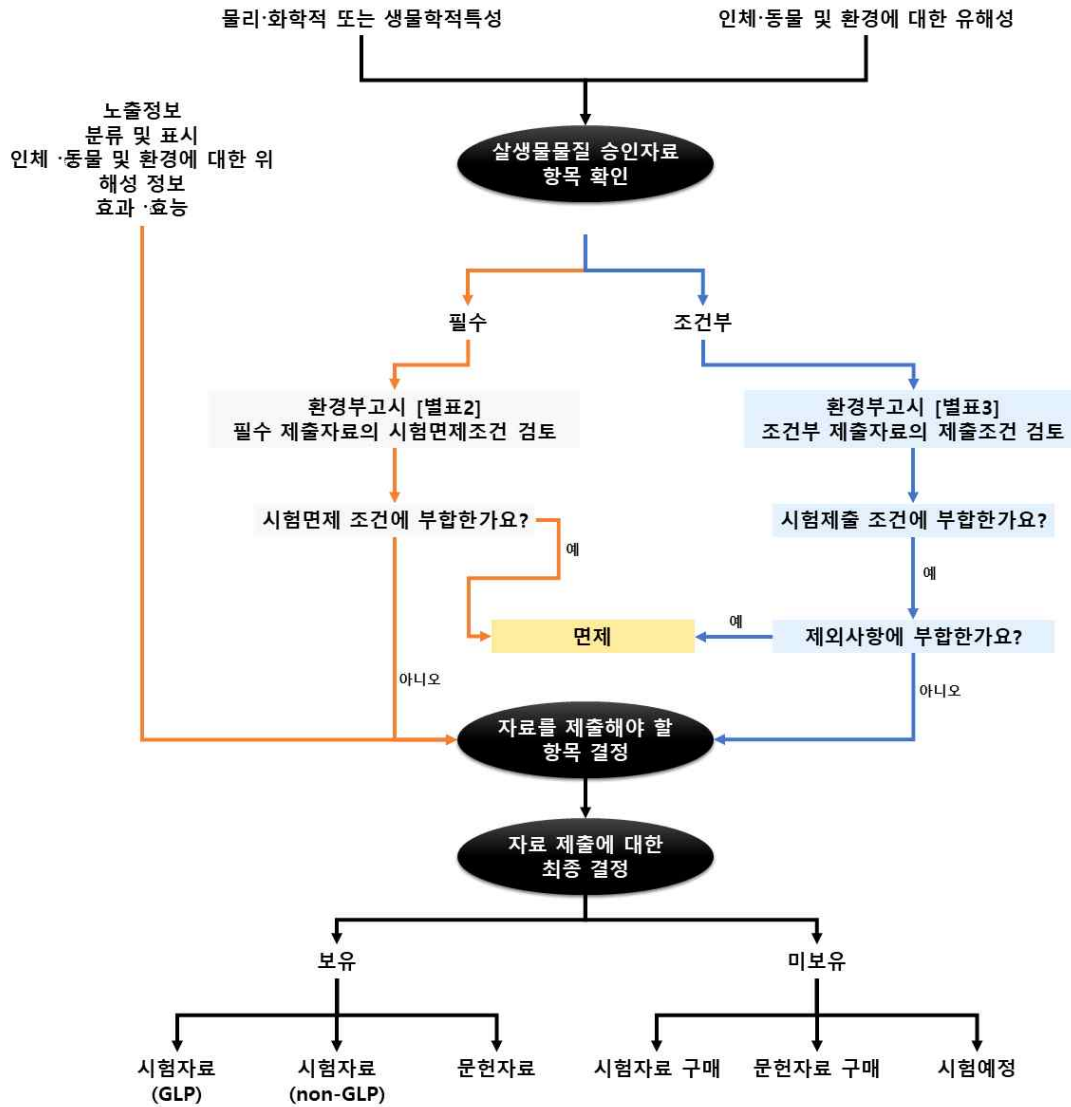 물리·화학적 또는 생물학적특성
인체·동물 및 환경에 대한 유해성
노출정보
분류 및 표시
인체 ·동물 및 환경에 대한 위
해성 정보
효과 ·효능
살생물물질 승인자료
항목 확인
필수
조건부
환경부고시 [별표2]
필수 제출자료의 시험면제조건 검토
환경부고시 [별표3]
조건부 제출자료의 제출조건 검토
시험면제 조건에 부합한가요?
시험제출 조건에 부합한가요?
예
예
면제
예
제외사항에 부합한가요?
아니오
아니오
자료를 제출해야 할
항목 결정
자료 제출에 대한
최종 결정
보유
미보유
시험자료
(GLP)
시험자료
(non-GLP)
문헌자료
시험자료 구매
문헌자료 구매
시험예정